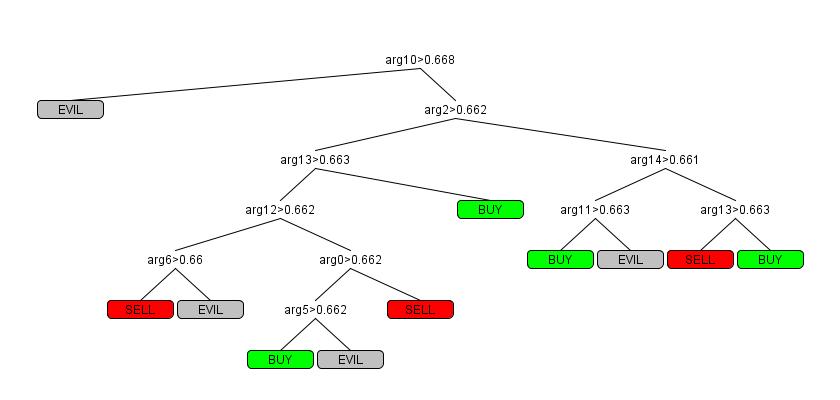 arg10>0.668
EVIL
arg2>0.662
arg13>0.663
arg14>0.661
arg12>0.662
BUY
arg11>0.663
arg13>0.663
arg6>0.66
arg0>0.662
BUY
EVIL
SELL
BUY
SELL
EVIL
arg5>0.662
SELL
BUY
EVIL